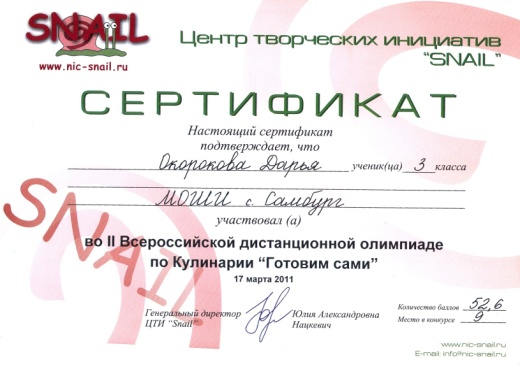 SNAIL
www.nic-snail.ru
Центр творческих инициатив
"SNAIL"
СЕРТИФИКАТ
Настоящий сертификат
подтверждает, что
Окорокова Дарья ученик(ца) 3 класса
МОШИ с. Самбург
участвовал (а)
SNAIL
во II Всероссийской дистанционной олимпиаде
по Кулинарии "Готовим сами"
17 марта 2011
Генеральный директор Юлия Александровна
ЦТИ "Snail" Нацкевич
Количество баллов 52,6
Место в конкурсе 9
www.nic-snail.ru
E-mail: info@nic-snail.ru